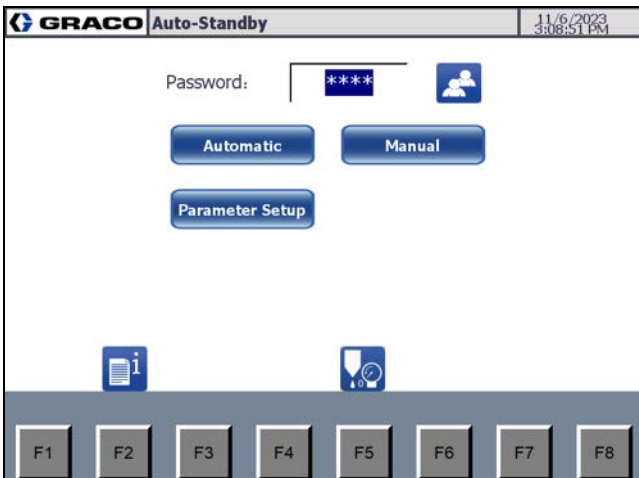 GRACO Auto-Standby 11/6/2023
3:08:51 PM
Password: ****
Automatic Manual
Parameter Setup
i
F1 F2 F3 F4 F5 F6 F7 F8